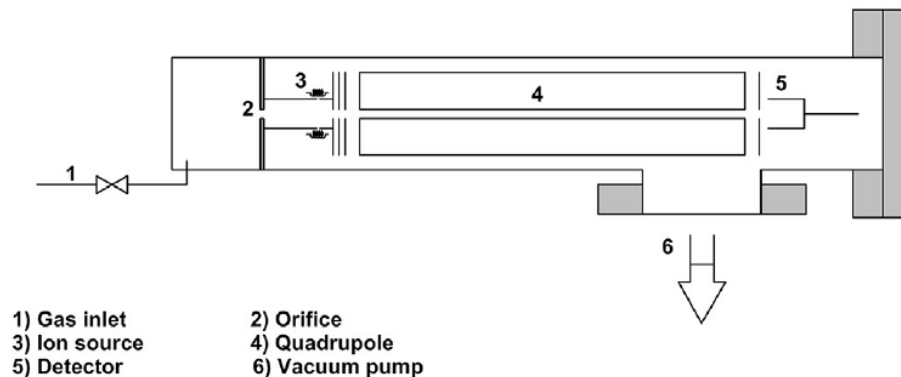 3
5
4
2
1
6
1) Gas inlet 2) Orifice
3) Ion source 4) Quadrupole
5) Detector 6) Vacuum pump